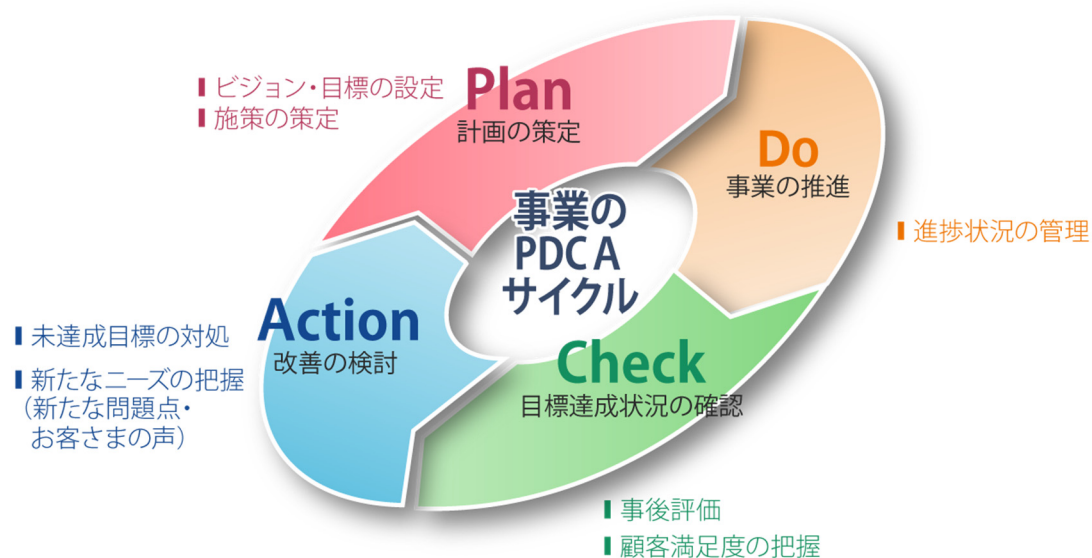 ビジョン・目標の設定
施策の策定
Plan
計画の策定
Do
事業の推進
進捗状況の管理
事業の
PDCA
サイクル
Action
改善の検討
未達成目標の対処
新たなニーズの把握
（新たな問題点・
お客さまの声）
Check
目標達成状況の確認
事後評価
顧客満足度の把握